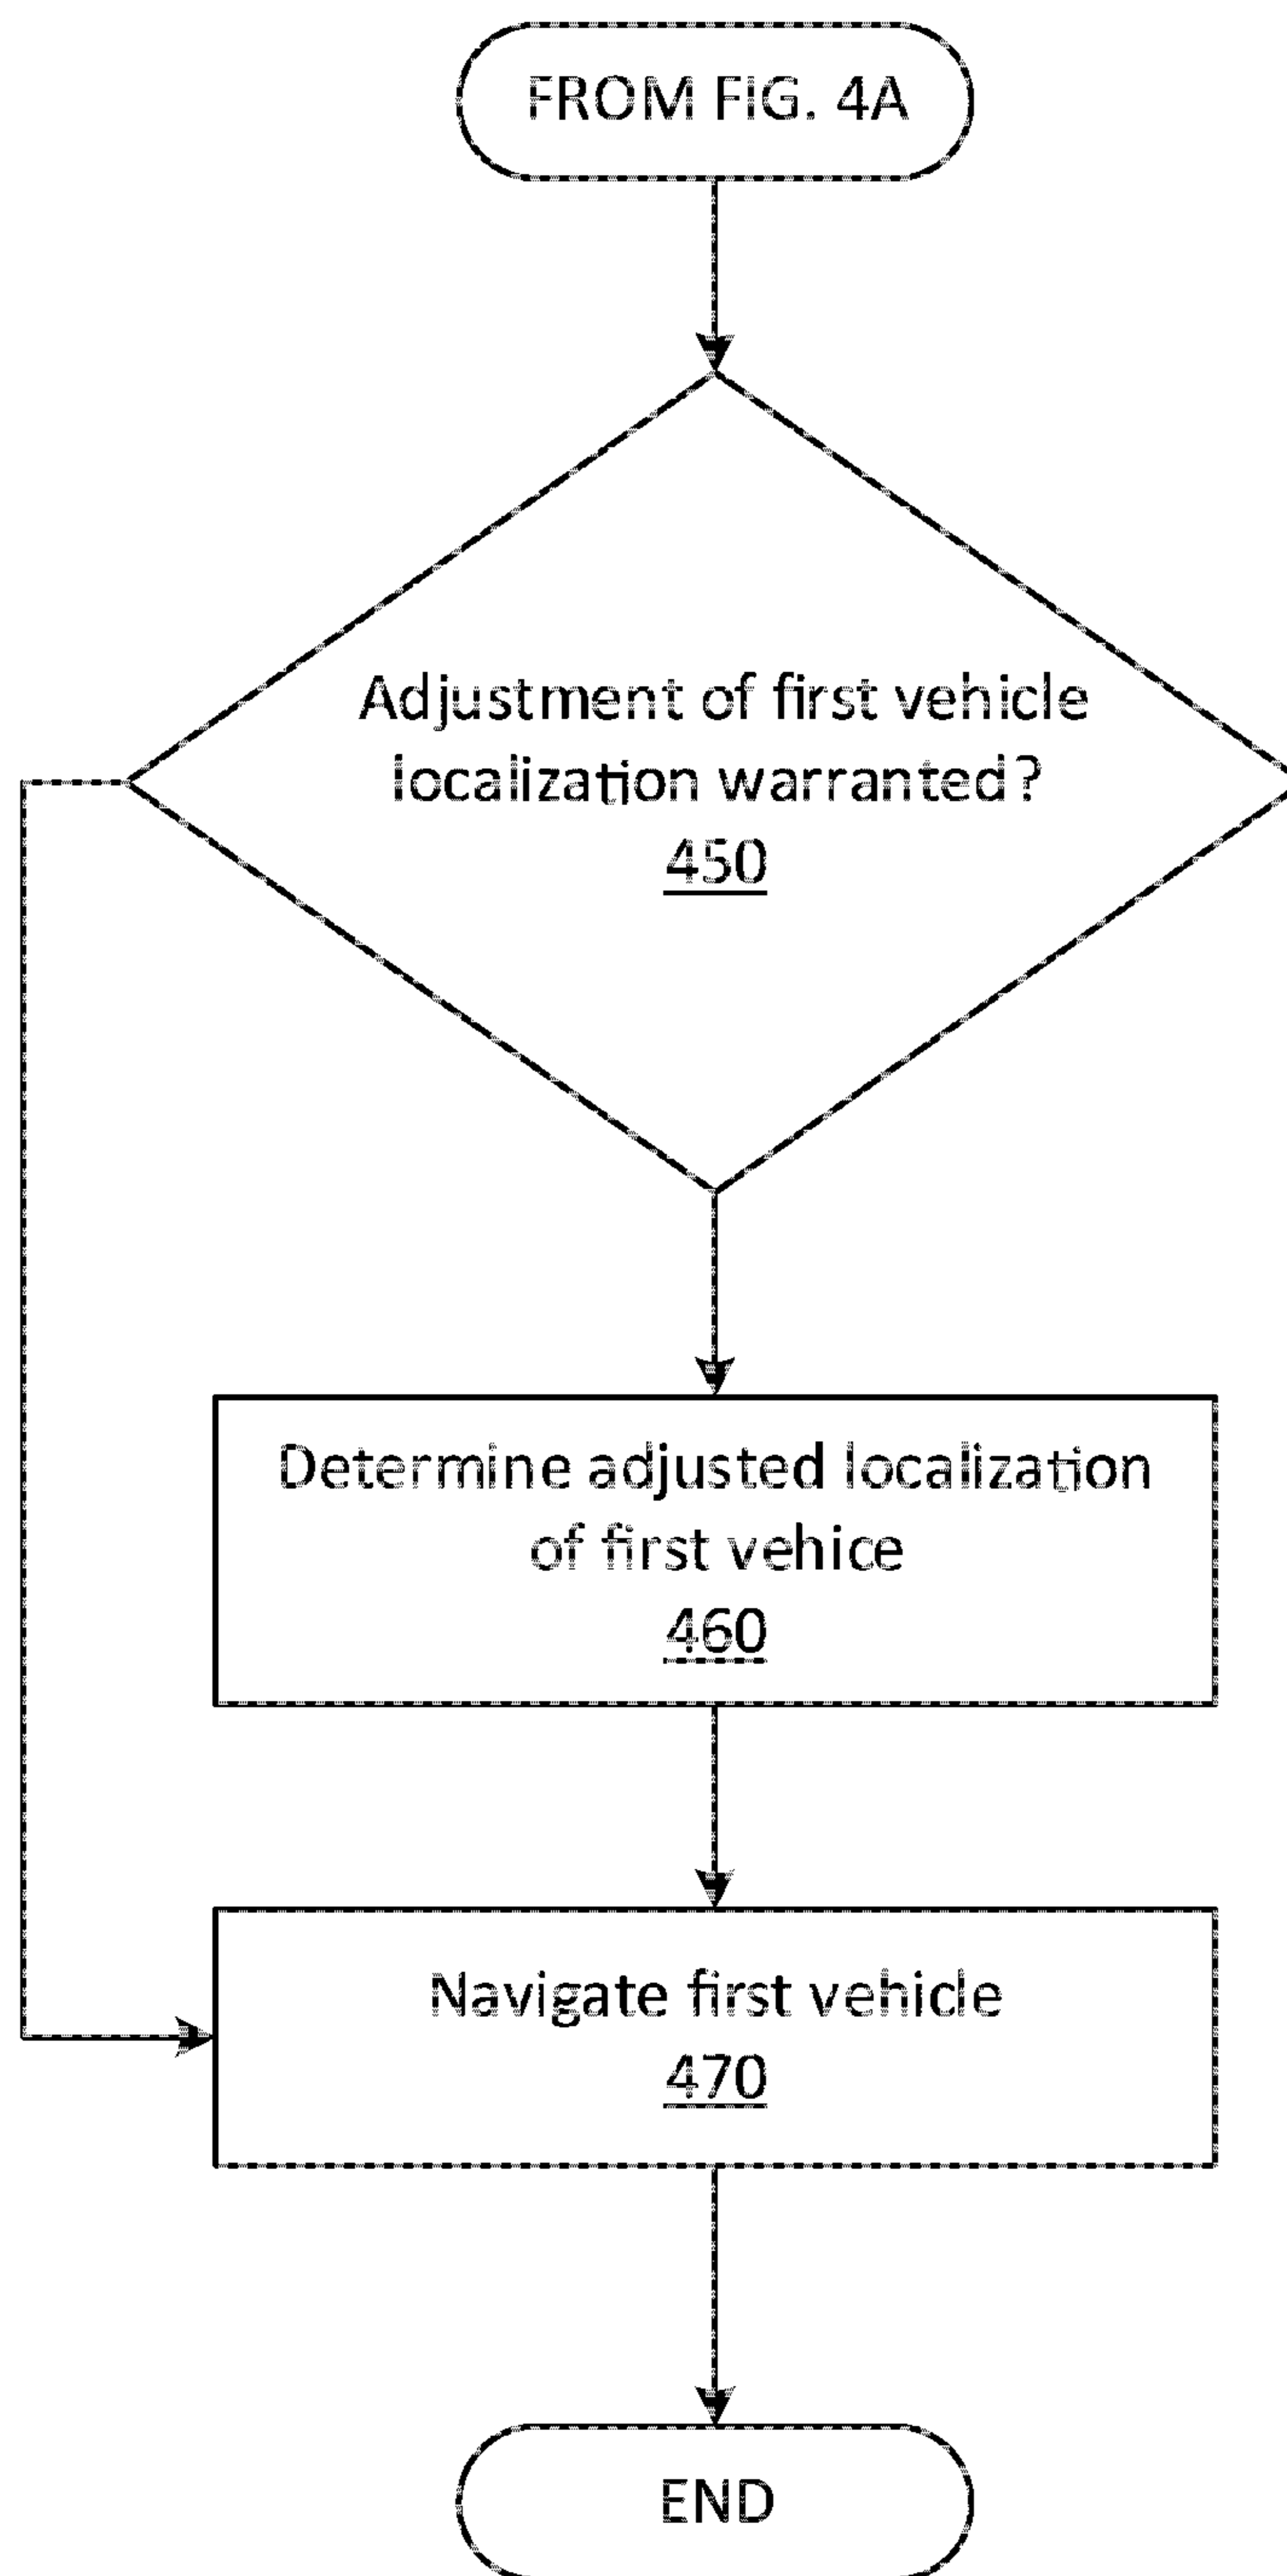 FROM FIG. 4A
Adjustment of first vehicle
localization warranted?
450
Determine adjusted localization
of first vehice
460
Navigate first vehicle
470
END